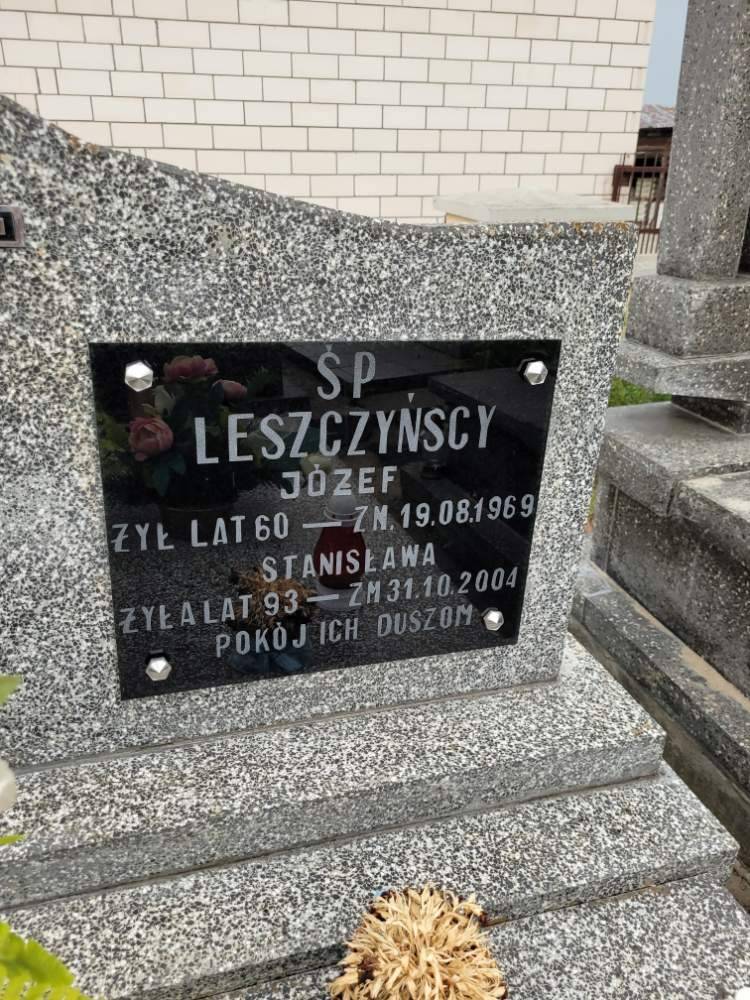 ŚP
LESZCZYŃSCY
JÓZEF
ŻYŁ LAT 60 — ZM. 19.08.1969
STANISŁAWA
ŻYŁA LAT 93 — ZM 31.10.2004
POKÓJ ICH DUSZOM